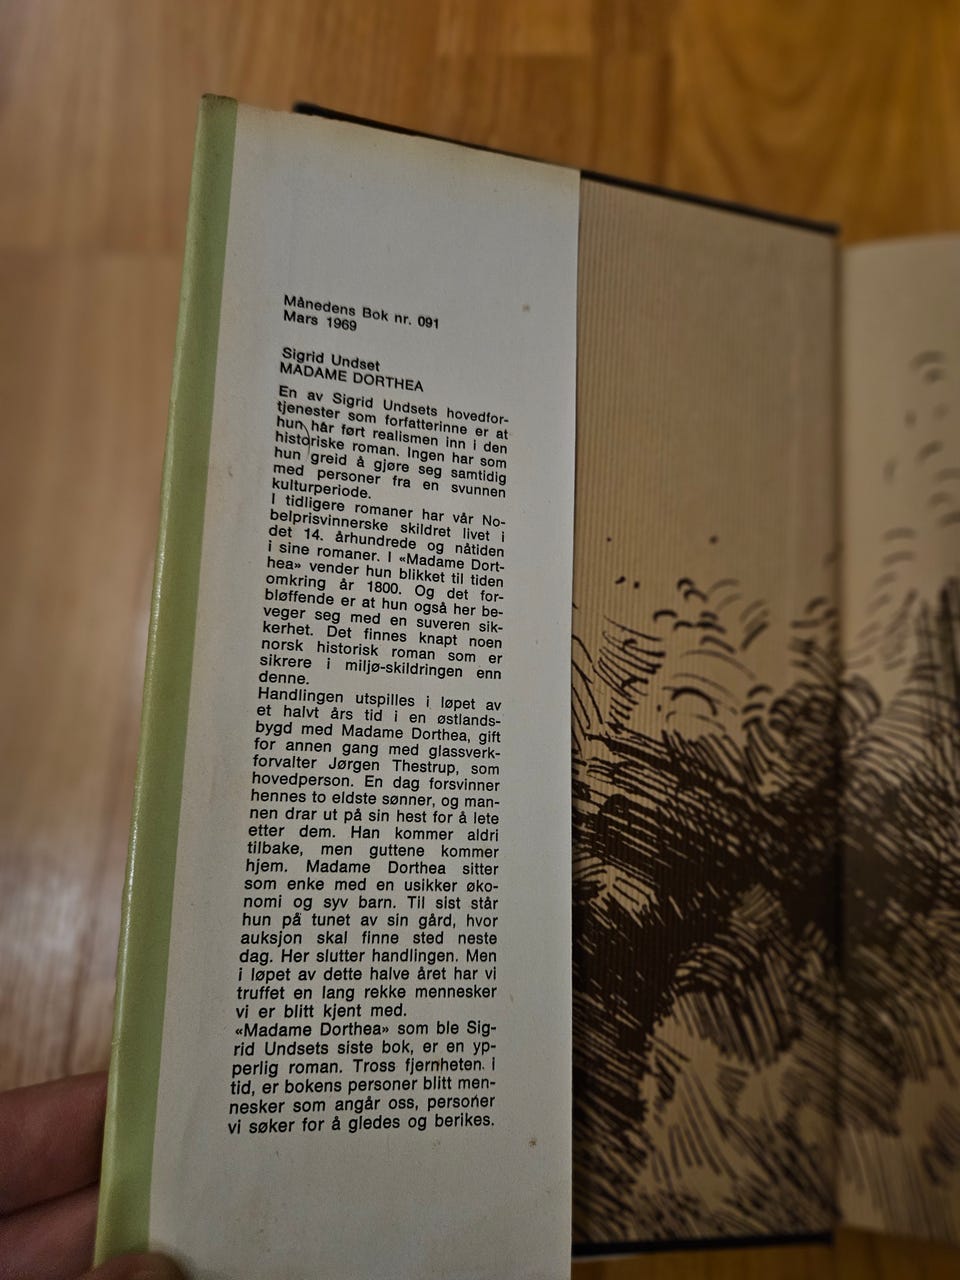 Månedens Bok nr. 091
Mars 1969
Sigrid Undset
MADAME DORTHEA
En av Sigrid Undsets hovedfor-
tjenester som forfatterinne er at
hun har ført realismen inn i den
historiske roman. Ingen har som
hun greid å gjøre seg samtidig
med personer fra en svunnen
kulturperiode.
I tidligere romaner har vår No-
belprisvinnerske skildret livet i
det 14. århundrede og nåtiden
i sine romaner. I «Madame Dort-
hea» vender hun blikket til tiden
omkring år 1800. Og det for-
bløffende er at hun også her be-
veger seg med en suveren sik-
kerhet. Det finnes knapt noen
norsk historisk roman som er
sikrere i miljø-skildringen enn
denne.
Handlingen utspilles i løpet av
et halvt års tid i en østlands-
bygd med Madame Dorthea, gift
for annen gang med glassverk-
forvalter Jørgen Thestrup, som
hovedperson. En dag forsvinner
hennes to eldste sønner, og man-
nen drar ut på sin hest for å lete
etter dem. Han kommer aldri
tilbake, men guttene kommer
hjem. Madame Dorthea sitter
som enke med en usikker øko-
nomi og syv barn. Til sist står
hun på tunet av sin gård, hvor
auksjon skal finne sted neste
dag. Her slutter handlingen. Men
i løpet av dette halve året har vi
truffet en lang rekke mennesker
vi er blitt kjent med.
«Madame Dorthea» som ble Sig-
rid Undsets siste bok, er en yp-
perlig roman. Tross fjernheten i
tid, er bokens personer blitt men-
nesker som angår oss, personer
vi søker for å gledes og berikes.